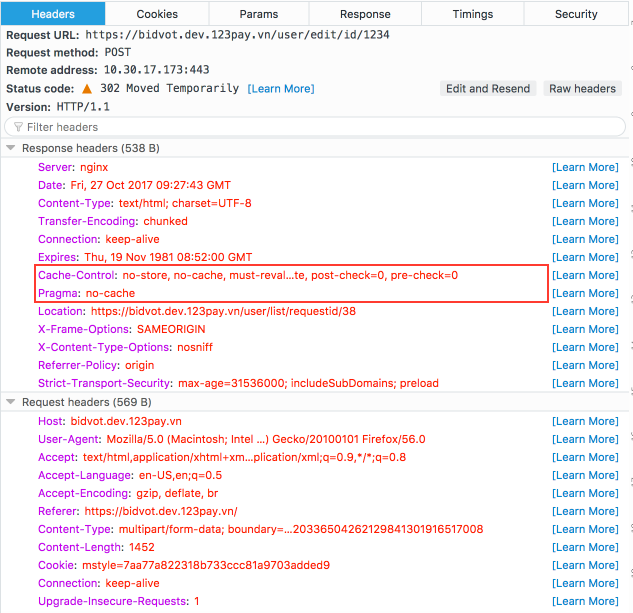 Headers Cookies Params Response Timings Security
Request URL: https://bidvot.dev.123pay.vn/user/edit/id/1234
Request method: POST
Remote address: 10.30.17.173:443
Status code: 302 Moved Temporarily [Learn More] Edit and Resend Raw headers
Version: HTTP/1.1
Filter headers
Response headers (538 B)
Server: nginx [Learn More]
Date: Fri, 27 Oct 2017 09:27:43 GMT [Learn More]
Content-Type: text/html; charset=UTF-8 [Learn More]
Transfer-Encoding: chunked [Learn More]
Connection: keep-alive [Learn More]
Expires: Thu, 19 Nov 1981 08:52:00 GMT [Learn More]
Cache-Control: no-store, no-cache, must-reval...te, post-check=0, pre-check=0 [Learn More]
Pragma: no-cache [Learn More]
Location: https://bidvot.dev.123pay.vn/user/list/requestid/38 [Learn More]
X-Frame-Options: SAMEORIGIN [Learn More]
X-Content-Type-Options: nosniff [Learn More]
Referrer-Policy: origin [Learn More]
Strict-Transport-Security: max-age=31536000; includeSubDomains; preload [Learn More]
Request headers (569 B)
Host: bidvot.dev.123pay.vn [Learn More]
User-Agent: Mozilla/5.0 (Macintosh; Intel ...) Gecko/20100101 Firefox/56.0 [Learn More]
Accept: text/html,application/xhtml+xm...plication/xml;q=0.9,*/*;q=0.8 [Learn More]
Accept-Language: en-US,en;q=0.5 [Learn More]
Accept-Encoding: gzip, deflate, br [Learn More]
Referer: https://bidvot.dev.123pay.vn/ [Learn More]
Content-Type: multipart/form-data; boundary=...20336504262129841301916517008 [Learn More]
Content-Length: 1452 [Learn More]
Cookie: mstyle=7aa77a822318b733ccc81a9703added9 [Learn More]
Connection: keep-alive [Learn More]
Upgrade-Insecure-Requests: 1 [Learn More]